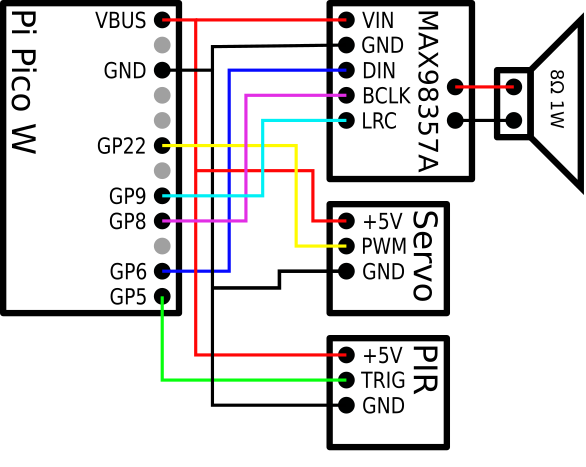 Pi Pico W
VBUS
GND
GP22
GP9
GP8
GP6
GP5
MAX98357A
VIN
GND
DIN
BCLK
LRC
8Ω 1W
Servo
+5V
PWM
GND
PIR
+5V
TRIG
GND